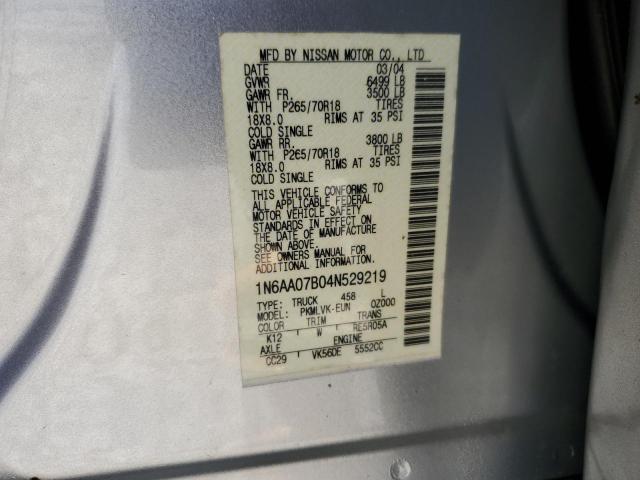 MFD BY NISSAN MOTOR CO., LTD
DATE 03/04
GVWR 6499 LB
GAWR FR. 3500 LB
WITH P265/70R18 TIRES
18X8.0 RIMS AT 35 PSI
COLD SINGLE
GAWR RR. 3800 LB
WITH P265/70R18 TIRES
18X8.0 RIMS AT 35 PSI
COLD SINGLE
THIS VEHICLE CONFORMS TO
ALL APPLICABLE FEDERAL
MOTOR VEHICLE SAFETY
STANDARDS IN EFFECT ON
THE DATE OF MANUFACTURE
SHOWN ABOVE.
SEE OWNERS MANUAL FOR
ADDITIONAL INFORMATION
1N6AA07B04N529219
TYPE: TRUCK 458 L
MODEL: PKMLVK-EUN 0Z000
COLOR TRIM TRANS
K12 W RE5R05A
AXLE ENGINE
CC29 VK56DE 5552CC